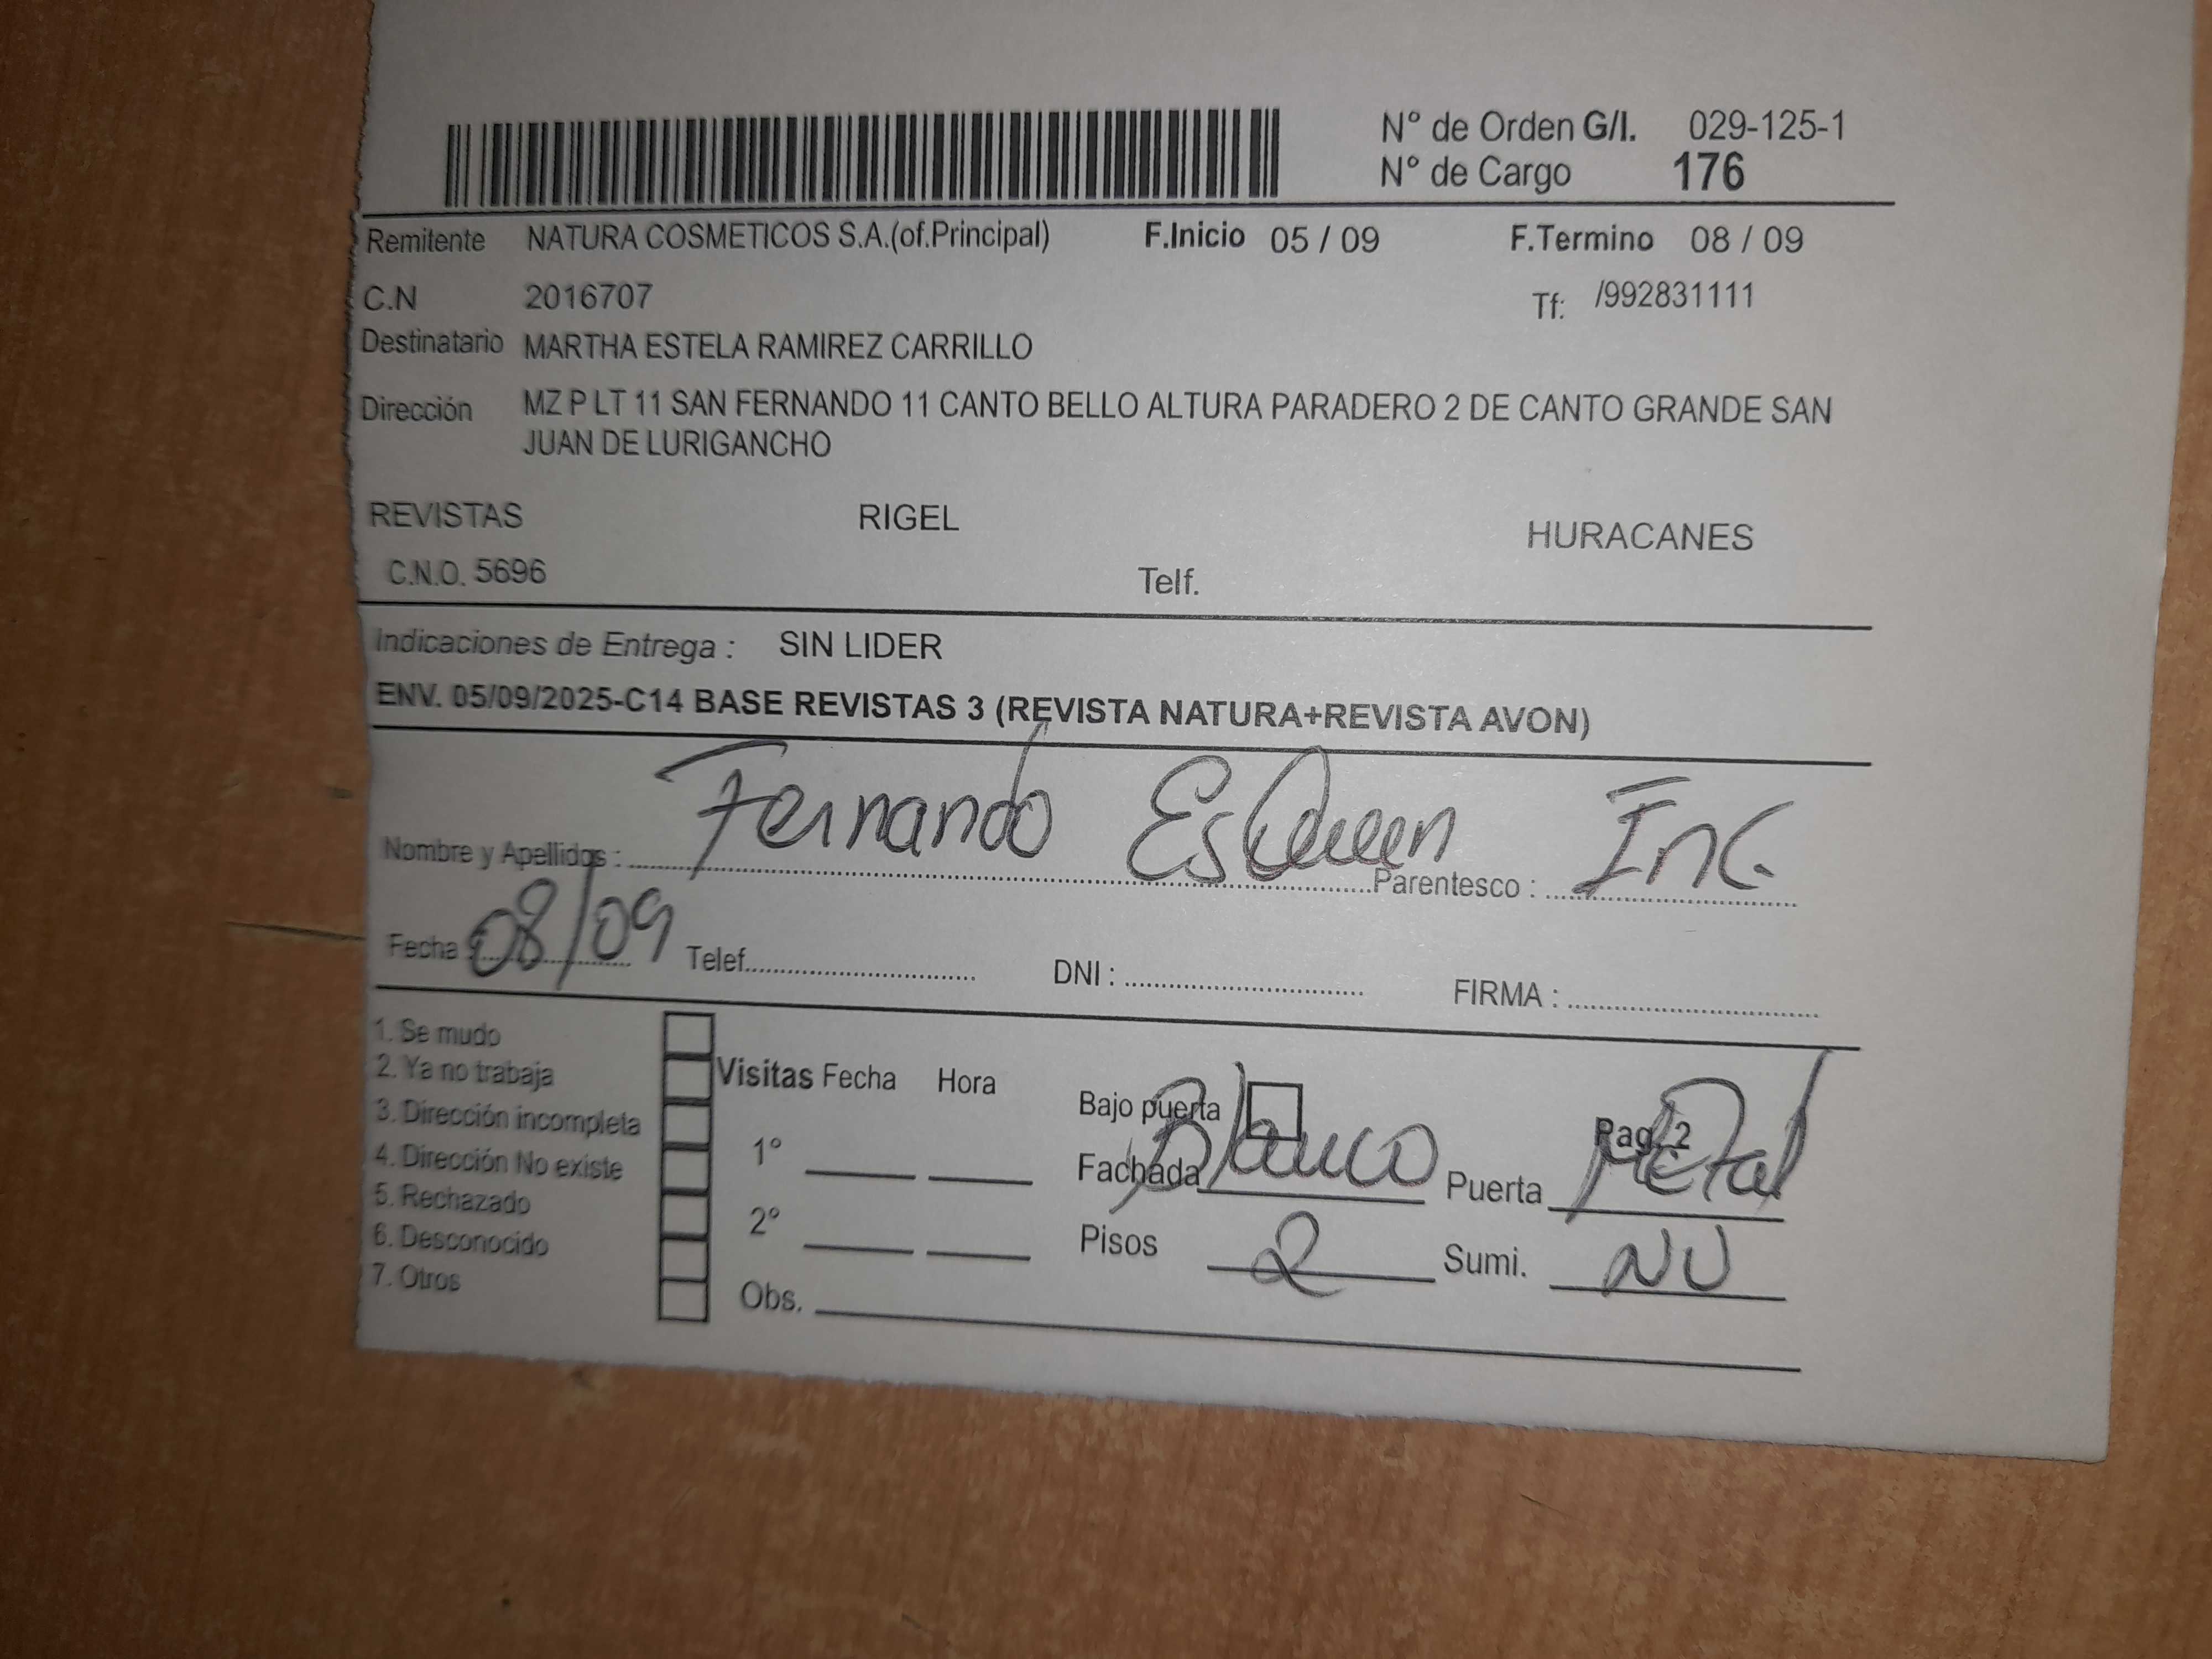 N° de Orden G/I. 029-125-1
N° de Cargo 176
Remitente NATURA COSMETICOS S.A.(of.Principal) F.Inicio 05 / 09 F.Termino 08 / 09
C.N 2016707 Tf: /992831111
Destinatario MARTHA ESTELA RAMIREZ CARRILLO
Dirección MZ P LT 11 SAN FERNANDO 11 CANTO BELLO ALTURA PARADERO 2 DE CANTO GRANDE SAN
JUAN DE LURIGANCHO
REVISTAS RIGEL HURACANES
C.N.O. 5696 Telf.
Indicaciones de Entrega : SIN LIDER
ENV. 05/09/2025-C14 BASE REVISTAS 3 (REVISTA NATURA+REVISTA AVON)
Nombre y Apellidos : Fernando Parentesco : Inc.
Fecha : 08/09 Telef. DNI : FIRMA :
1. Se mudo
2. Ya no trabaja
3. Dirección incompleta
4. Dirección No existe
5. Rechazado
6. Desconocido
7. Otros
Visitas Fecha Hora
1°
2°
Obs.
Bajo puerta Pag. 2
Fachada Blanco Puerta Metal
Pisos 2 Sumi. NU